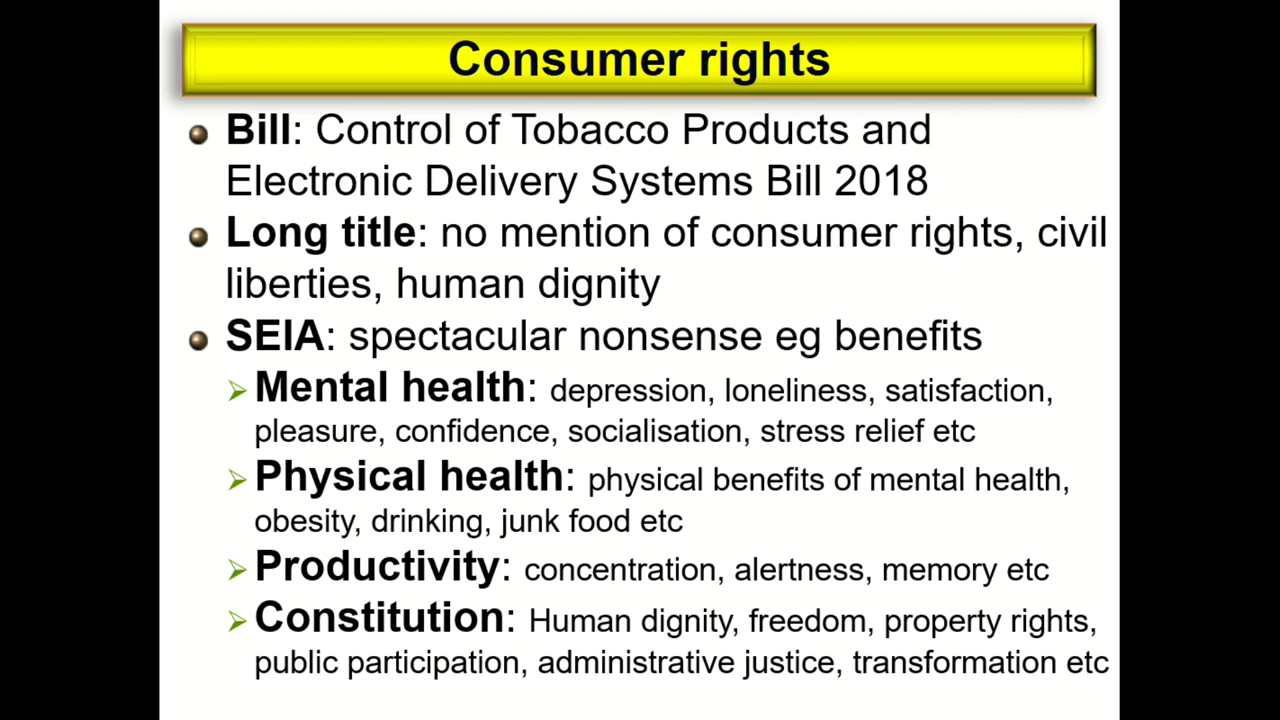 Consumer rights
Bill: Control of Tobacco Products and
Electronic Delivery Systems Bill 2018
Long title: no mention of consumer rights, civil
liberties, human dignity
SEIA: spectacular nonsense eg benefits
Mental health: depression, loneliness, satisfaction,
pleasure, confidence, socialisation, stress relief etc
Physical health: physical benefits of mental health,
obesity, drinking, junk food etc
Productivity: concentration, alertness, memory etc
Constitution: Human dignity, freedom, property rights,
public participation, administrative justice, transformation etc